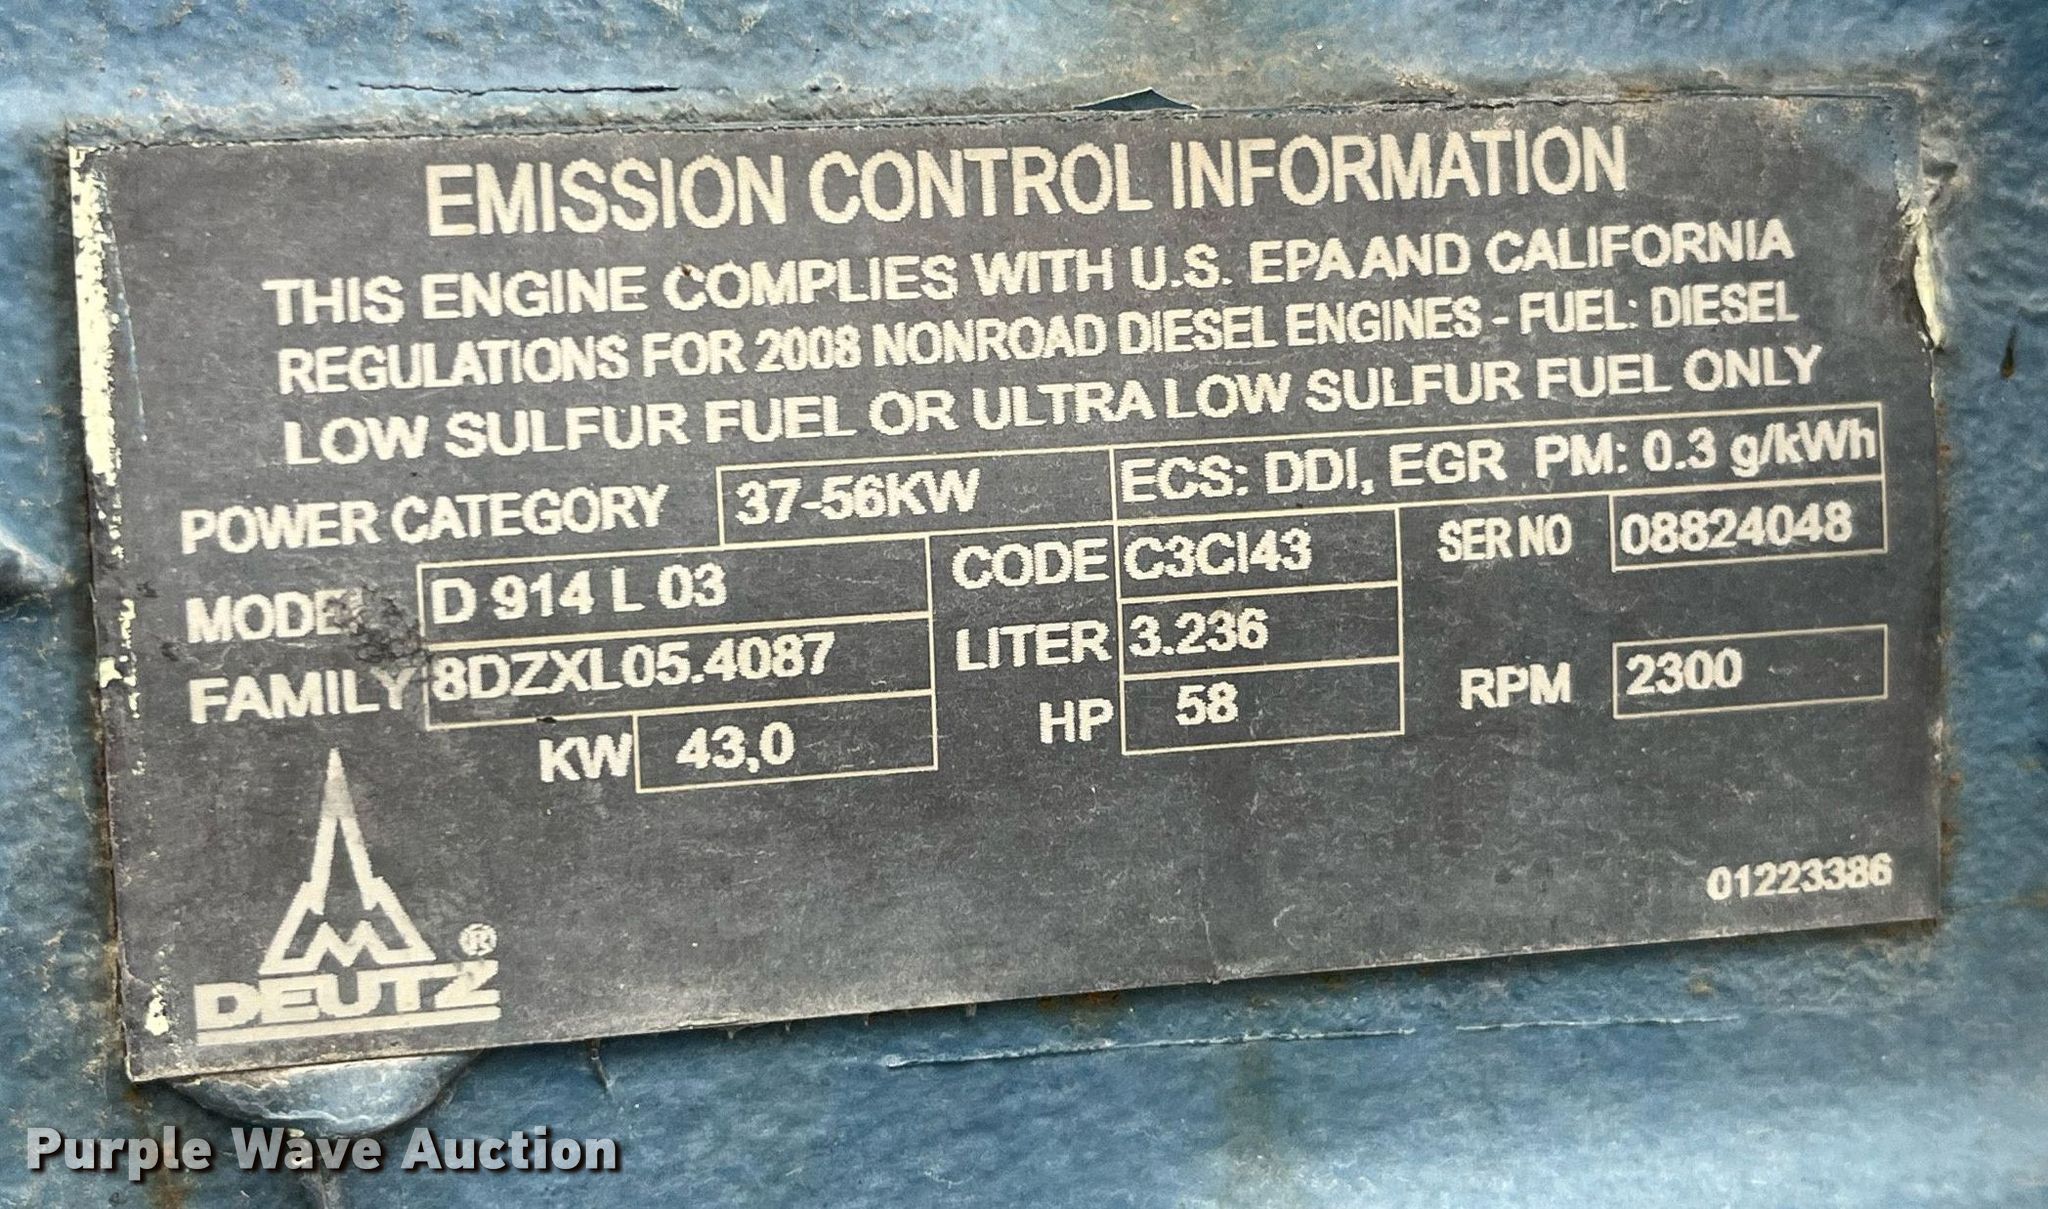 EMISSION CONTROL INFORMATION
THIS ENGINE COMPLIES WITH U.S. EPA AND CALIFORNIA
REGULATIONS FOR 2008 NONROAD DIESEL ENGINES - FUEL: DIESEL
LOW SULFUR FUEL OR ULTRA LOW SULFUR FUEL ONLY
POWER CATEGORY 37-56KW ECS: DDI, EGR PM: 0.3 g/kWh
MODEL D 914 L 03 CODE C3CI43 SER NO 08824048
FAMILY 8DZXL05.4087 LITER 3.236
KW 43,0 HP 58 RPM 2300
01223386
DEUTZ®
Purple Wave Auction